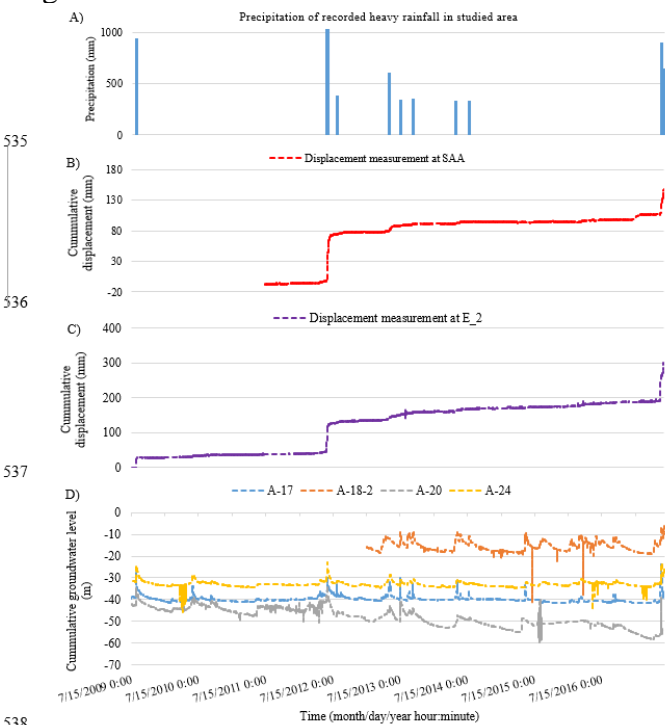 A)
Precipitation of recorded heavy rainfall in studied area
Precipitation (mm)
1000
500
0
535
B)
Displacement measurement at SAA
Cummulative
displacement (mm)
180
130
80
30
-20
536
C)
Displacement measurement at E_2
Cummulative
displacement (mm)
400
300
200
100
0
537
D)
A-17 A-18-2 A-20 A-24
Cummulative groundwater level
(m)
0
-10
-20
-30
-40
-50
-60
-70
7/15/2009 0:00
7/15/2010 0:00
7/15/2011 0:00
7/15/2012 0:00
7/15/2013 0:00
7/15/2014 0:00
7/15/2015 0:00
7/15/2016 0:00
Time (month/day/year hour:minute)
538